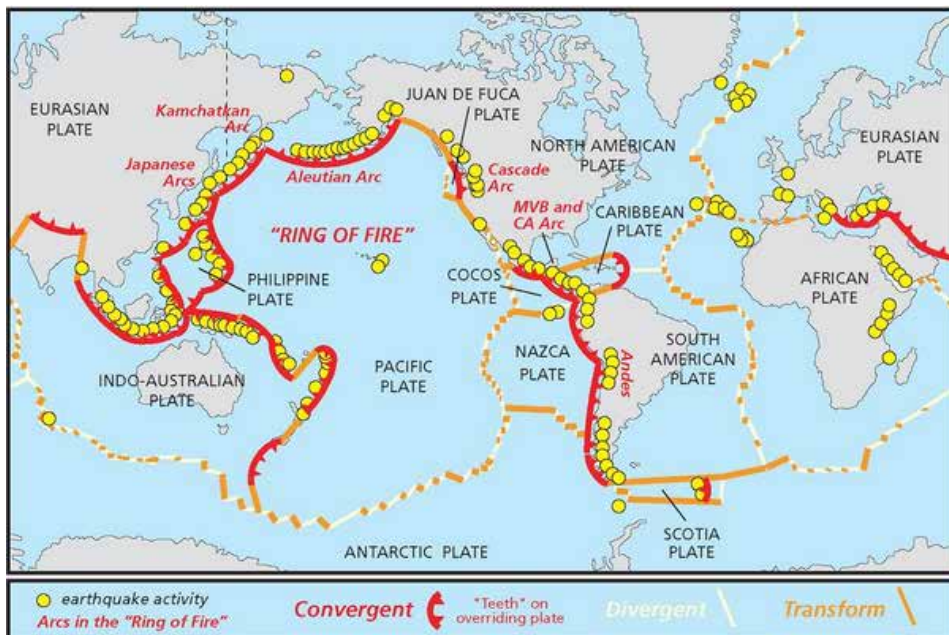 EURASIAN
PLATE
Kamchatkan
Arc
Japanese
Arcs
Aleutian Arc
JUAN DE FUCA
PLATE
NORTH AMERICAN
PLATE
EURASIAN
PLATE
Cascade
Arc
MVB and
CA Arc
CARIBBEAN
PLATE
"RING OF FIRE"
PHILIPPINE
PLATE
COCOS
PLATE
AFRICAN
PLATE
INDO-AUSTRALIAN
PLATE
PACIFIC
PLATE
NAZCA
PLATE
Andes
SOUTH
AMERICAN
PLATE
SCOTIA
PLATE
ANTARCTIC PLATE
earthquake activity
Arcs in the "Ring of Fire"
Convergent
"Teeth" on
overriding plate
Divergent
Transform